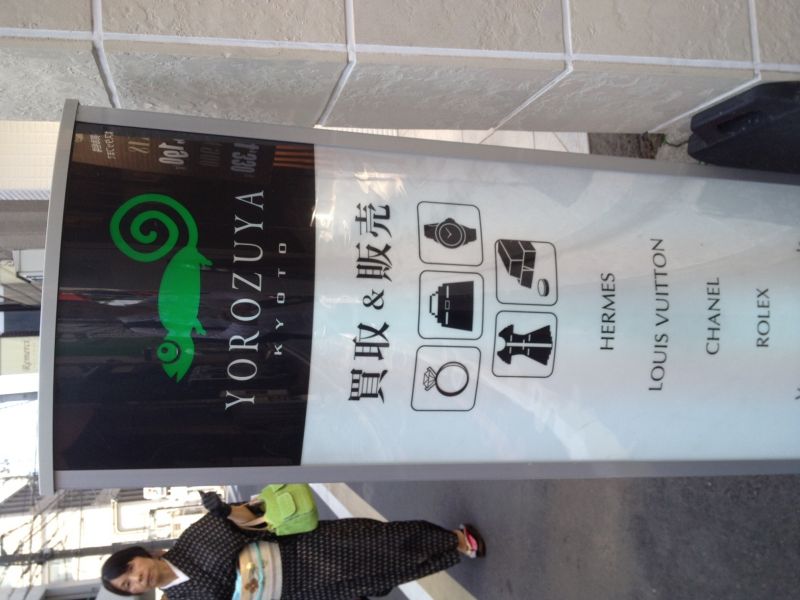 YOROZUYA
KYOTO
買取&販売
HERMES
LOUIS VUITTON
CHANEL
ROLEX